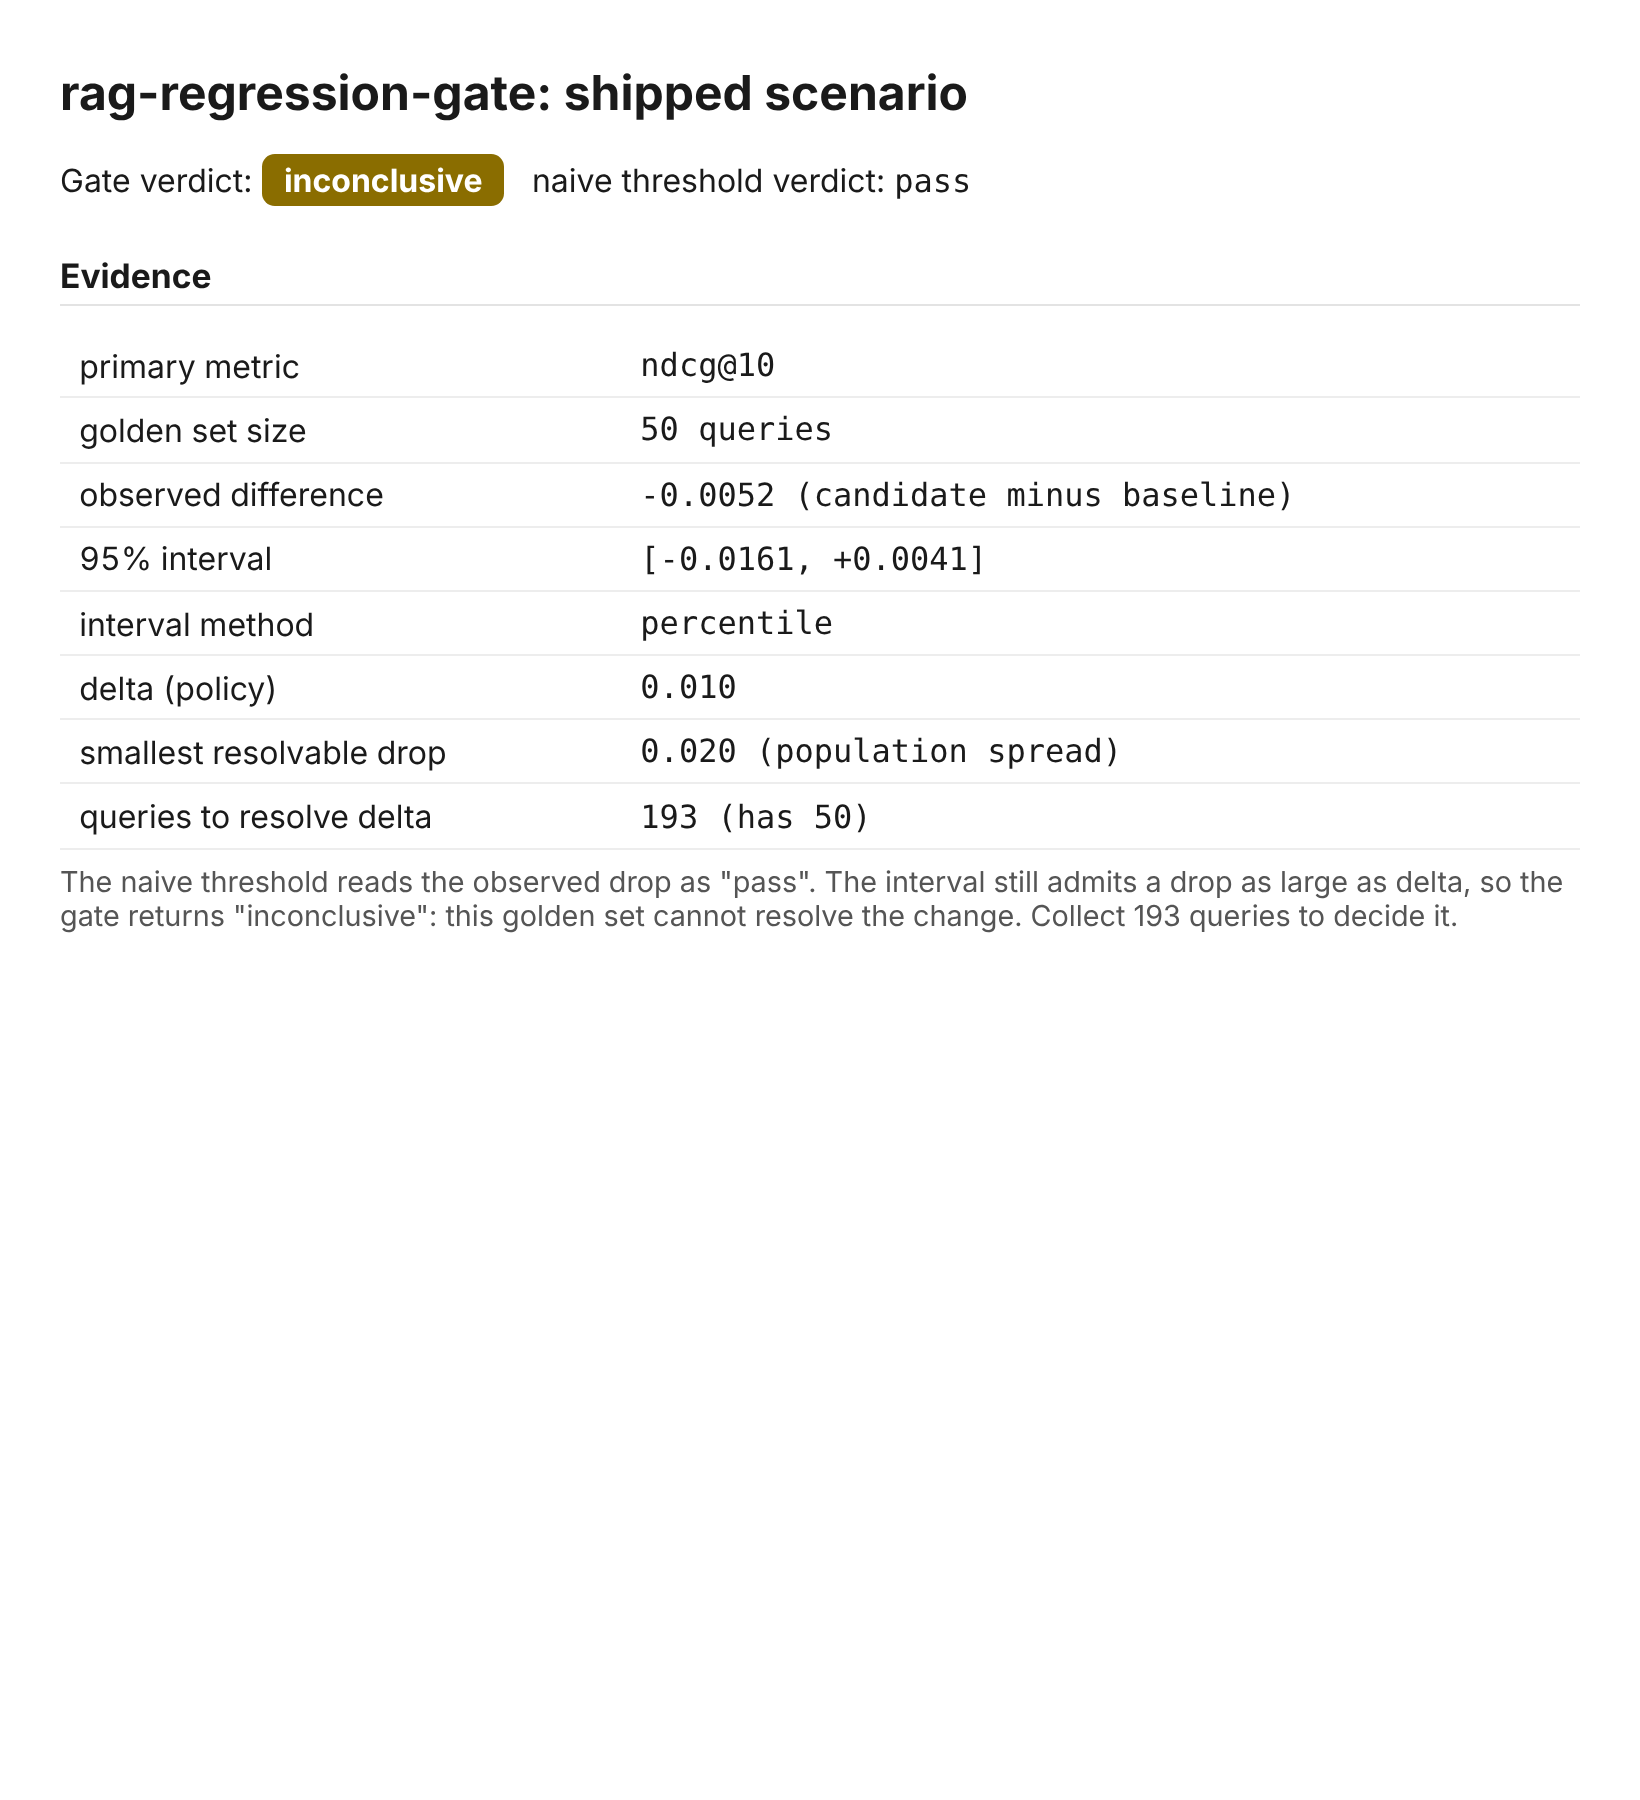 rag-regression-gate: shipped scenario
Gate verdict: inconclusive naive threshold verdict: pass
Evidence
primary metric ndcg@10
golden set size 50 queries
observed difference -0.0052 (candidate minus baseline)
95% interval [-0.0161, +0.0041]
interval method percentile
delta (policy) 0.010
smallest resolvable drop 0.020 (population spread)
queries to resolve delta 193 (has 50)
The naive threshold reads the observed drop as "pass". The interval still admits a drop as large as delta, so the
gate returns "inconclusive": this golden set cannot resolve the change. Collect 193 queries to decide it.